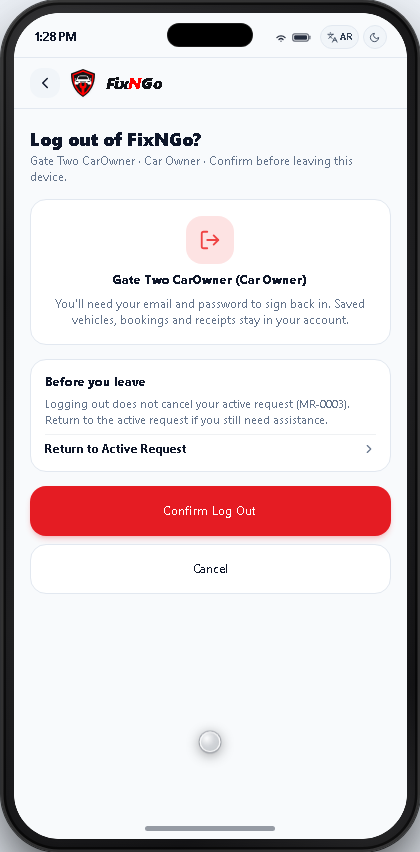 1:28 PM
AR
FixNGo
Log out of FixNGo?
Gate Two CarOwner · Car Owner · Confirm before leaving this
device.
Gate Two CarOwner (Car Owner)
You'll need your email and password to sign back in. Saved
vehicles, bookings and receipts stay in your account.
Before you leave
Logging out does not cancel your active request (MR-0003).
Return to the active request if you still need assistance.
Return to Active Request
Confirm Log Out
Cancel